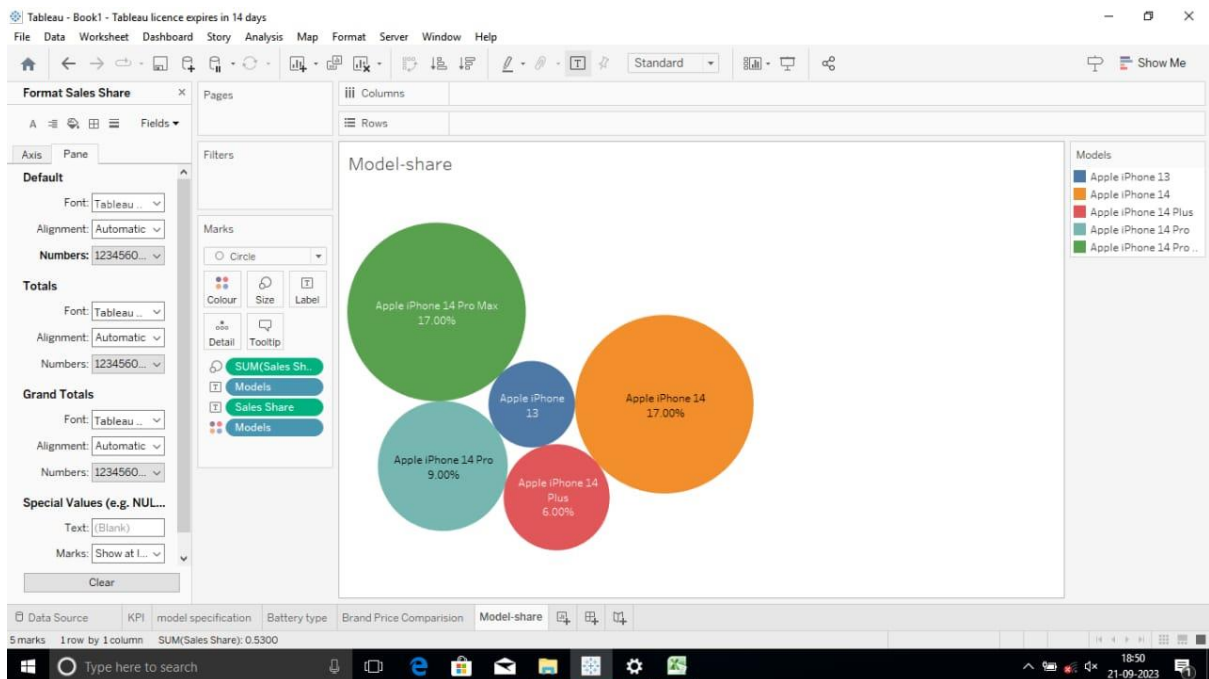 Tableau - Book1 - Tableau licence expires in 14 days
File Data Worksheet Dashboard Story Analysis Map Format Server Window Help
Standard
Show Me
Format Sales Share
Fields
Axis Pane
Default
Font: Tableau ..
Alignment: Automatic
Numbers: 1234560...
Totals
Font: Tableau ..
Alignment: Automatic
Numbers: 1234560...
Grand Totals
Font: Tableau ..
Alignment: Automatic
Numbers: 1234560...
Special Values (e.g. NUL...
Text: (Blank)
Marks: Show at I...
Clear
Pages
Filters
Marks
Circle
Colour Size Label
Detail Tooltip
SUM(Sales Sh..
Models
Sales Share
Models
Columns
Rows
Model-share
Apple iPhone 14 Pro Max
17.00%
Apple iPhone
13
Apple iPhone 14
17.00%
Apple iPhone 14 Pro
9.00%
Apple iPhone 14
Plus
6.00%
Models
Apple iPhone 13
Apple iPhone 14
Apple iPhone 14 Plus
Apple iPhone 14 Pro
Apple iPhone 14 Pro ..
Data Source KPI model specification Battery type Brand Price Comparision Model-share
5 marks 1 row by 1 column SUM(Sales Share): 0.5300
Type here to search
18:50
21-09-2023